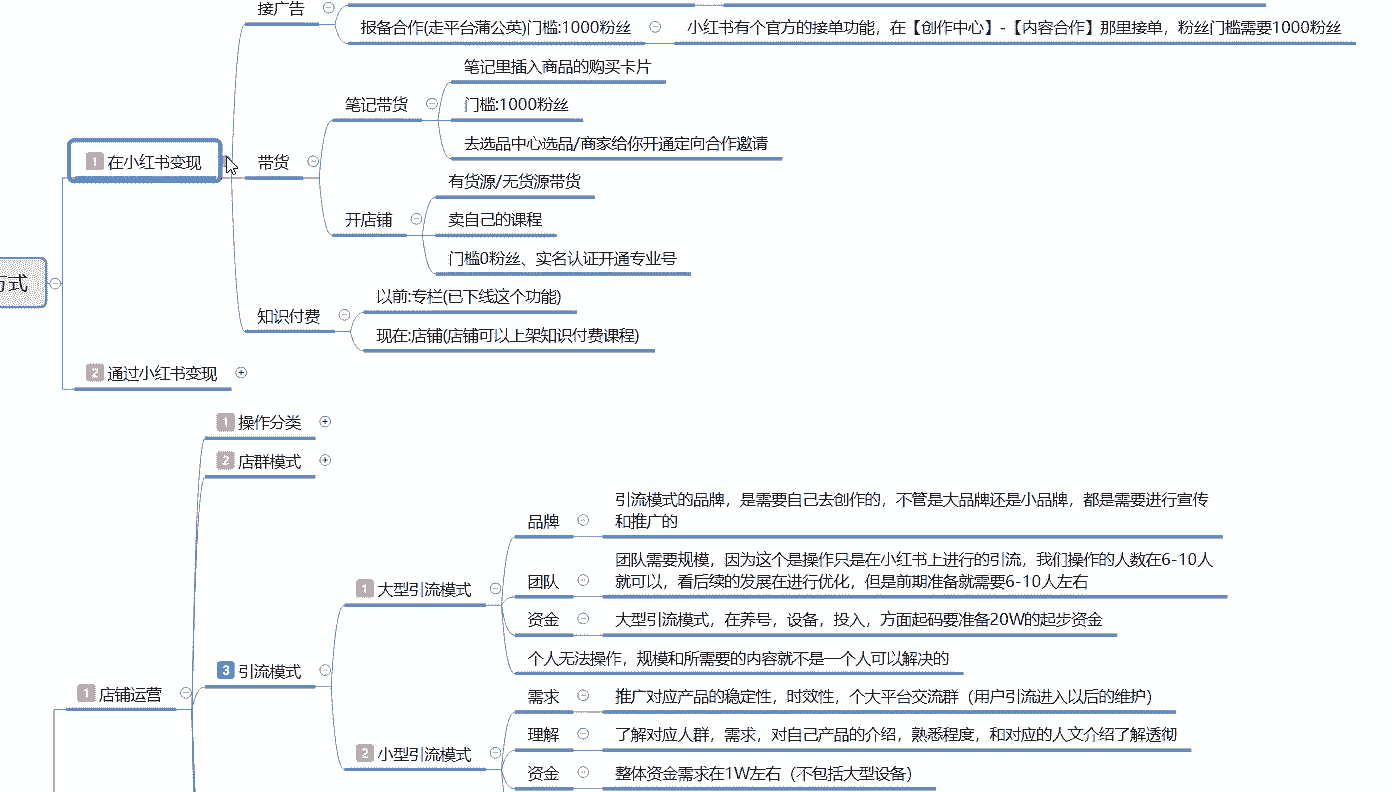 接广告
报备合作(走平台蒲公英)门槛:1000粉丝
小红书有个官方的接单功能，在【创作中心】-【内容合作】那里接单，粉丝门槛需要1000粉丝
笔记里插入商品的购买卡片
笔记带货
门槛:1000粉丝
去选品中心选品/商家给你开通定向合作邀请
1 在小红书变现
带货
有货源/无货源带货
开店铺
卖自己的课程
门槛0粉丝、实名认证开通专业号
方式
以前:专栏(已下线这个功能)
知识付费
现在:店铺(店铺可以上架知识付费课程)
2 通过小红书变现
1 操作分类
2 店群模式
引流模式的品牌，是需要自己去创作的，不管是大品牌还是小品牌，都是需要进行宣传
和推广的
品牌
团队需要规模，因为这个是操作只是在小红书上进行的引流，我们操作的人数在6-10人
就可以，看后续的发展在进行优化，但是前期准备就需要6-10人左右
团队
1 大型引流模式
资金
大型引流模式，在养号，设备，投入，方面起码要准备20W的起步资金
个人无法操作，规模和所需要的内容就不是一个人可以解决的
3 引流模式
1 店铺运营
需求
推广对应产品的稳定性，时效性，个大平台交流群（用户引流进入以后的维护）
理解
了解对应人群，需求，对自己产品的介绍，熟悉程度，和对应的人文介绍了解透彻
2 小型引流模式
资金
整体资金需求在1W左右（不包括大型设备）